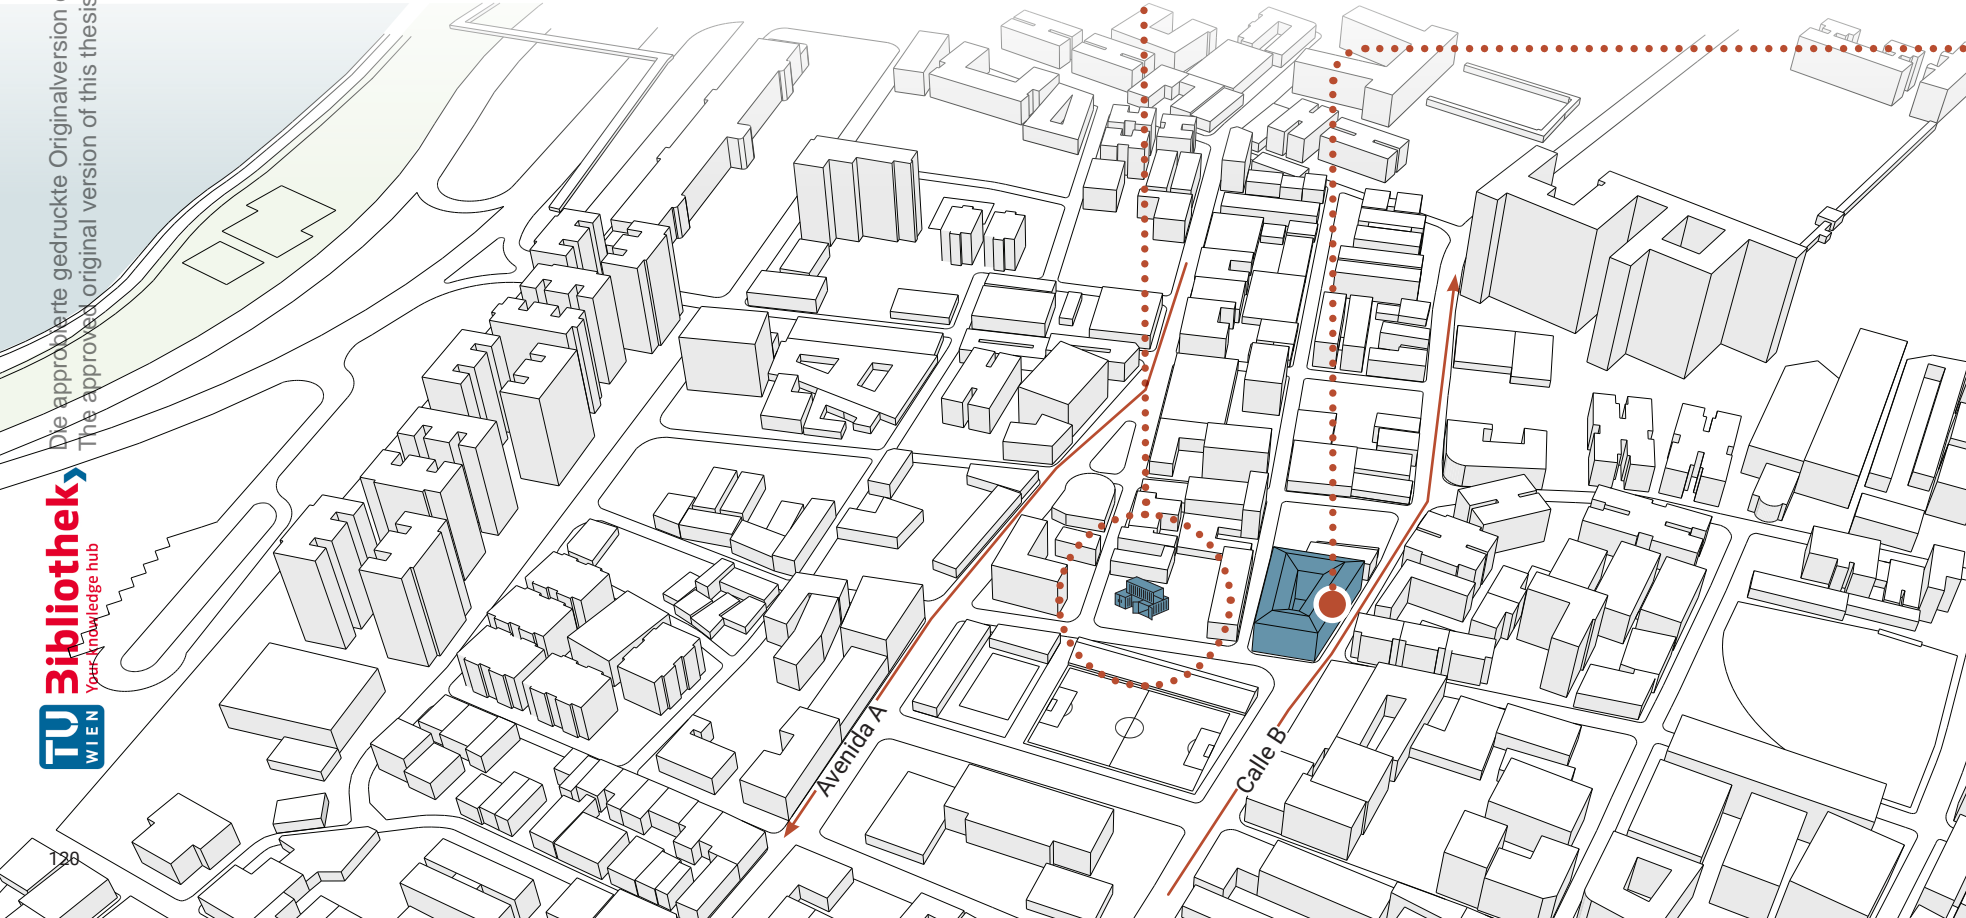 Die approbierte gedruckte Originalversion
The approved original version of this thesis
TU
WIEN
Bibliothek
Your knowledge hub
Avenida A
Calle B
120